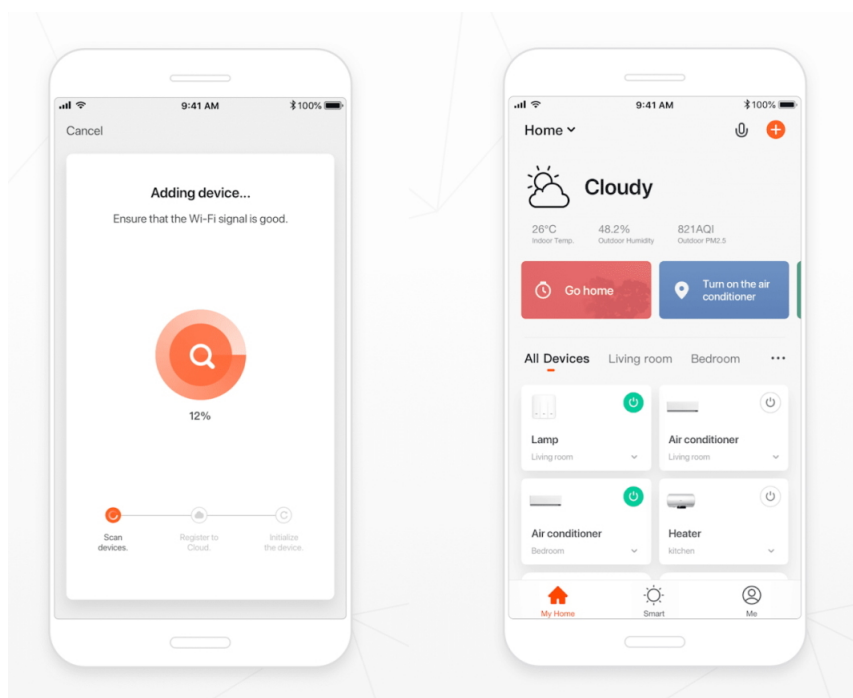 9:41 AM
100%
Cancel
Adding device...
Ensure that the Wi-Fi signal is good.
12%
Scan
devices.
Register to
Cloud.
Initialize
the device.
9:41 AM
100%
Home
Cloudy
26°C
Indoor Temp.
48.2%
Outdoor Humidity
821AQI
Outdoor PM2.5
Go home
Turn on the air
conditioner
All Devices
Living room
Bedroom
Lamp
Living room
Air conditioner
Living room
Air conditioner
Bedroom
Heater
kitchen
My Home
Smart
Me